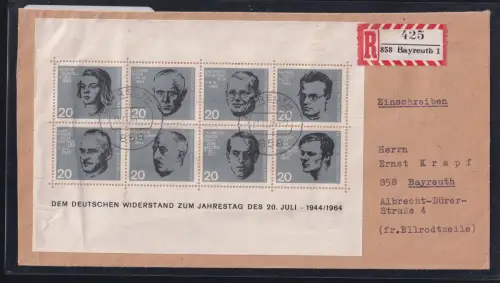 425
R
858 Bayreuth 1
Einschreiben
20 20 20 20
20 20 20 20
DEM DEUTSCHEN WIDERSTAND ZUM JAHRESTAG DES 20. JULI - 1944/1964
Herrn
Ernst Krapf
858 Bayreuth
Albrecht-Dürer-
Straße 4
(fr.Ellrodtzeile)